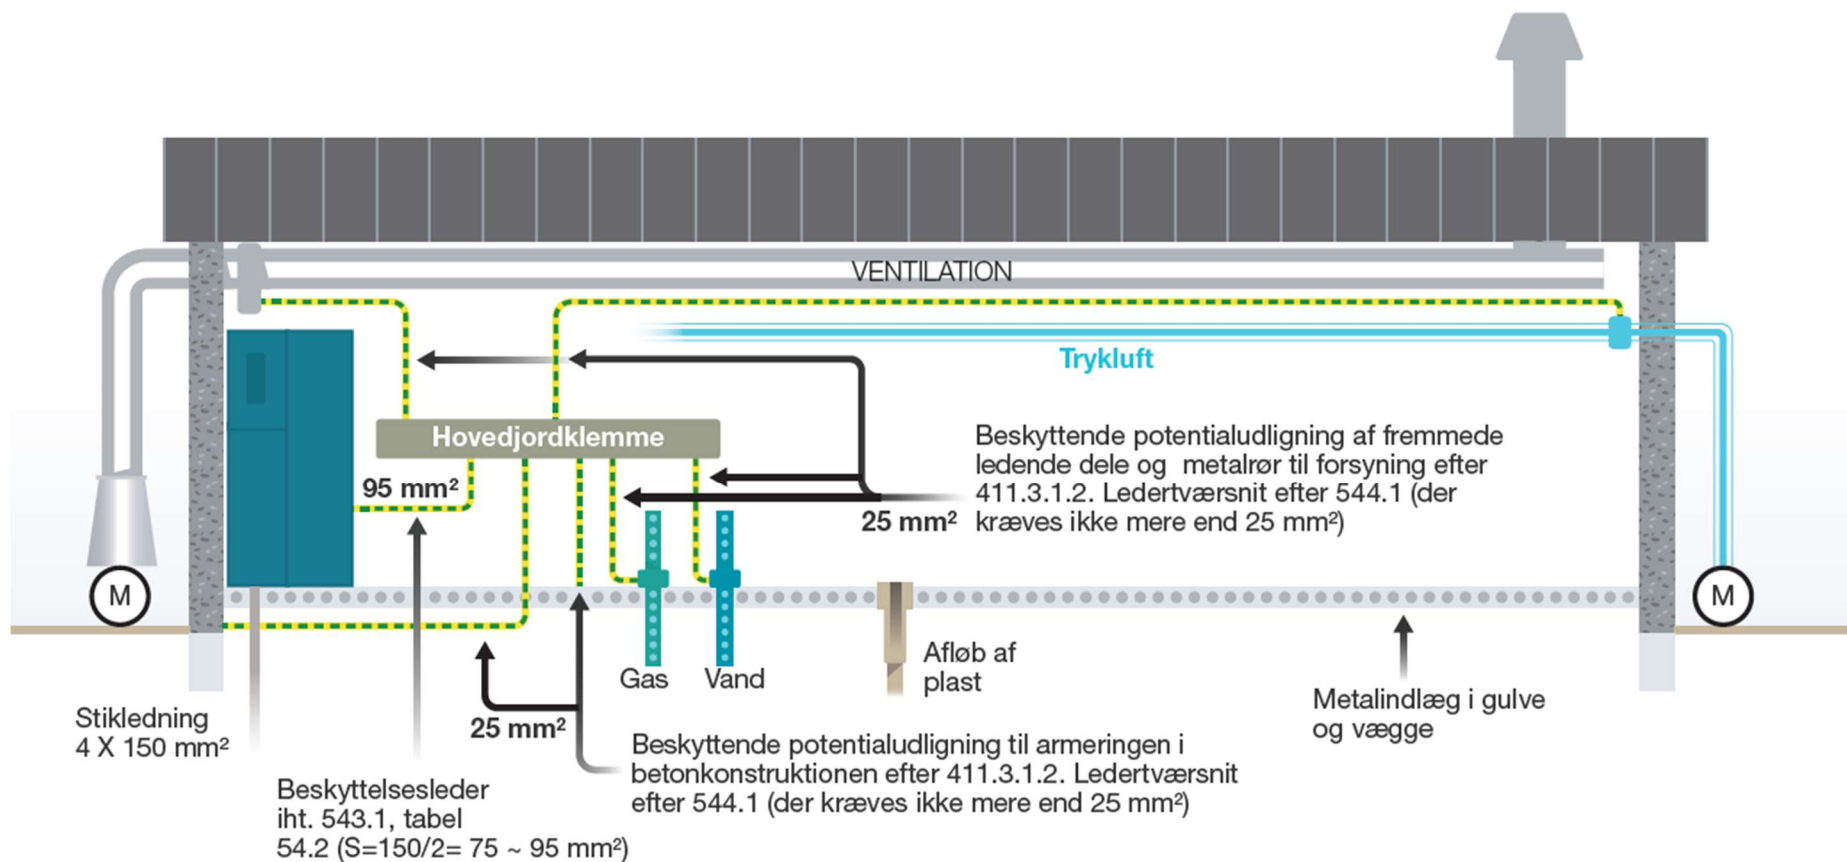 VENTILATION
Trykluft
Hovedjordklemme
95 mm²
Beskyttende potentialudligning af fremmede
ledende dele og metalrør til forsyning efter
411.3.1.2. Ledertværsnit efter 544.1 (der
kræves ikke mere end 25 mm²)
25 mm²
M
M
Gas
Vand
Afløb af
plast
Metalindlæg i gulve
og vægge
Stikledning
4 X 150 mm²
25 mm²
Beskyttende potentialudligning til armeringen i
betonkonstruktionen efter 411.3.1.2. Ledertværsnit
efter 544.1 (der kræves ikke mere end 25 mm²)
Beskyttelsesleder
iht. 543.1, tabel
54.2 (S=150/2= 75 ~ 95 mm²)